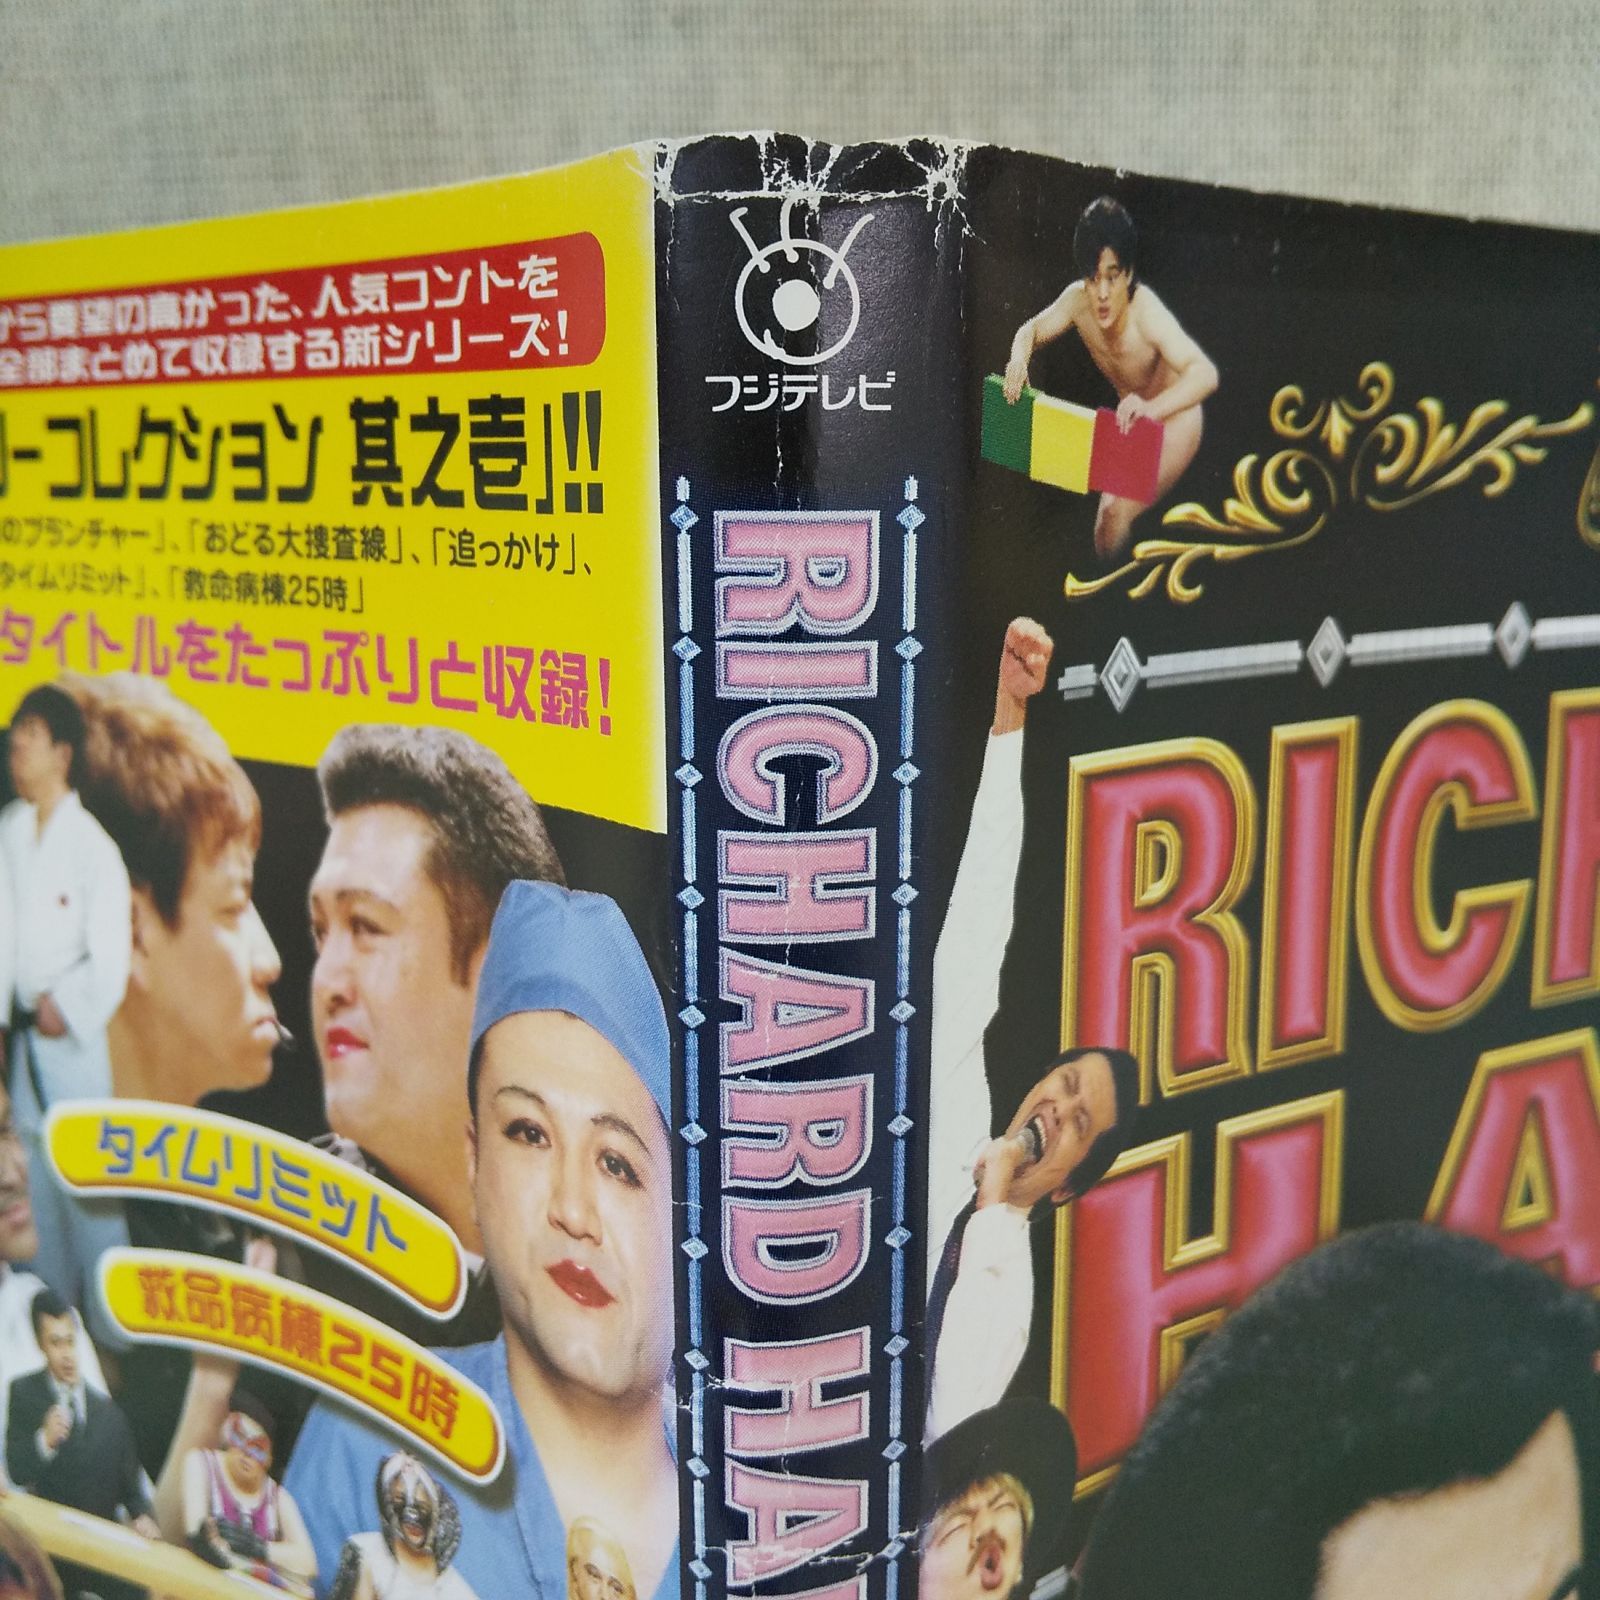 から要望の高かった、人気コントを
全部まとめて収録する新シリーズ!
ーコレクション 其之壱」!!
のプランチャー」、「おどる大捜査線」、「追っかけ」、
タイムリミット」、「救命病棟25時」
タイトルをたっぷりと収録!
タイムリミット
救命病棟25時
フジテレビ
RICHARD HA
RICH
HA